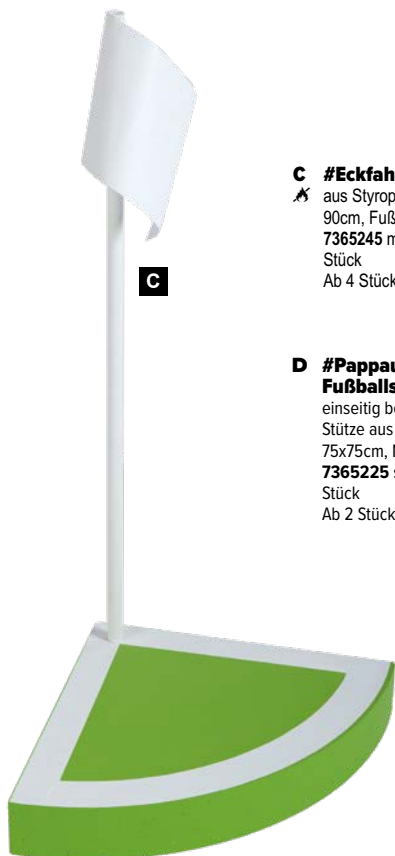 C #Eckfah
aus Styrop
90cm, Fuß
7365245 m
Stück
Ab 4 Stück
C
D #Pappau
Fußballs
einseitig be
Stütze aus
75x75cm,
7365225
Stück
Ab 2 Stück